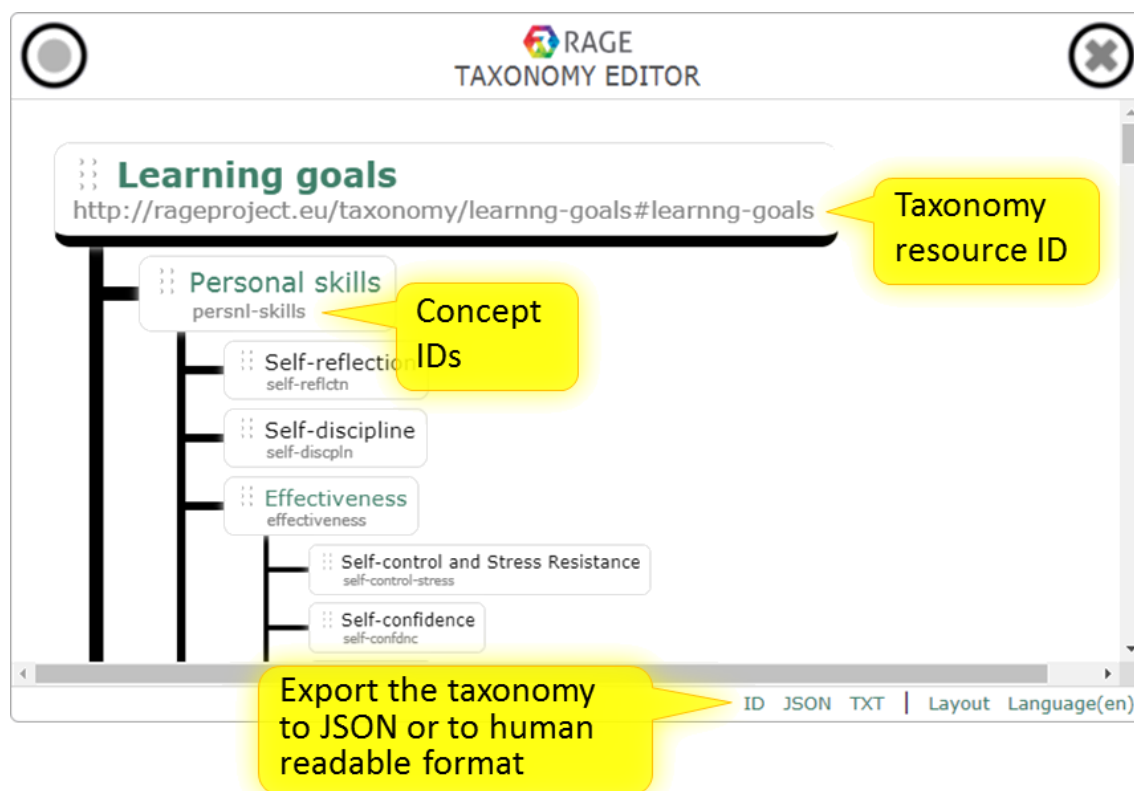 RAGE
TAXONOMY EDITOR
Learning goals
http://rageproject.eu/taxonomy/learnng-goals#learnng-goals
Taxonomy
resource ID
Personal skills
persnl-skills
Concept
IDs
Self-reflection
self-reflctn
Self-discipline
self-discpln
Effectiveness
effectiveness
Self-control and Stress Resistance
self-control-stress
Self-confidence
self-confdnc
Export the taxonomy
to JSON or to human
readable format
ID JSON TXT | Layout Language(en)